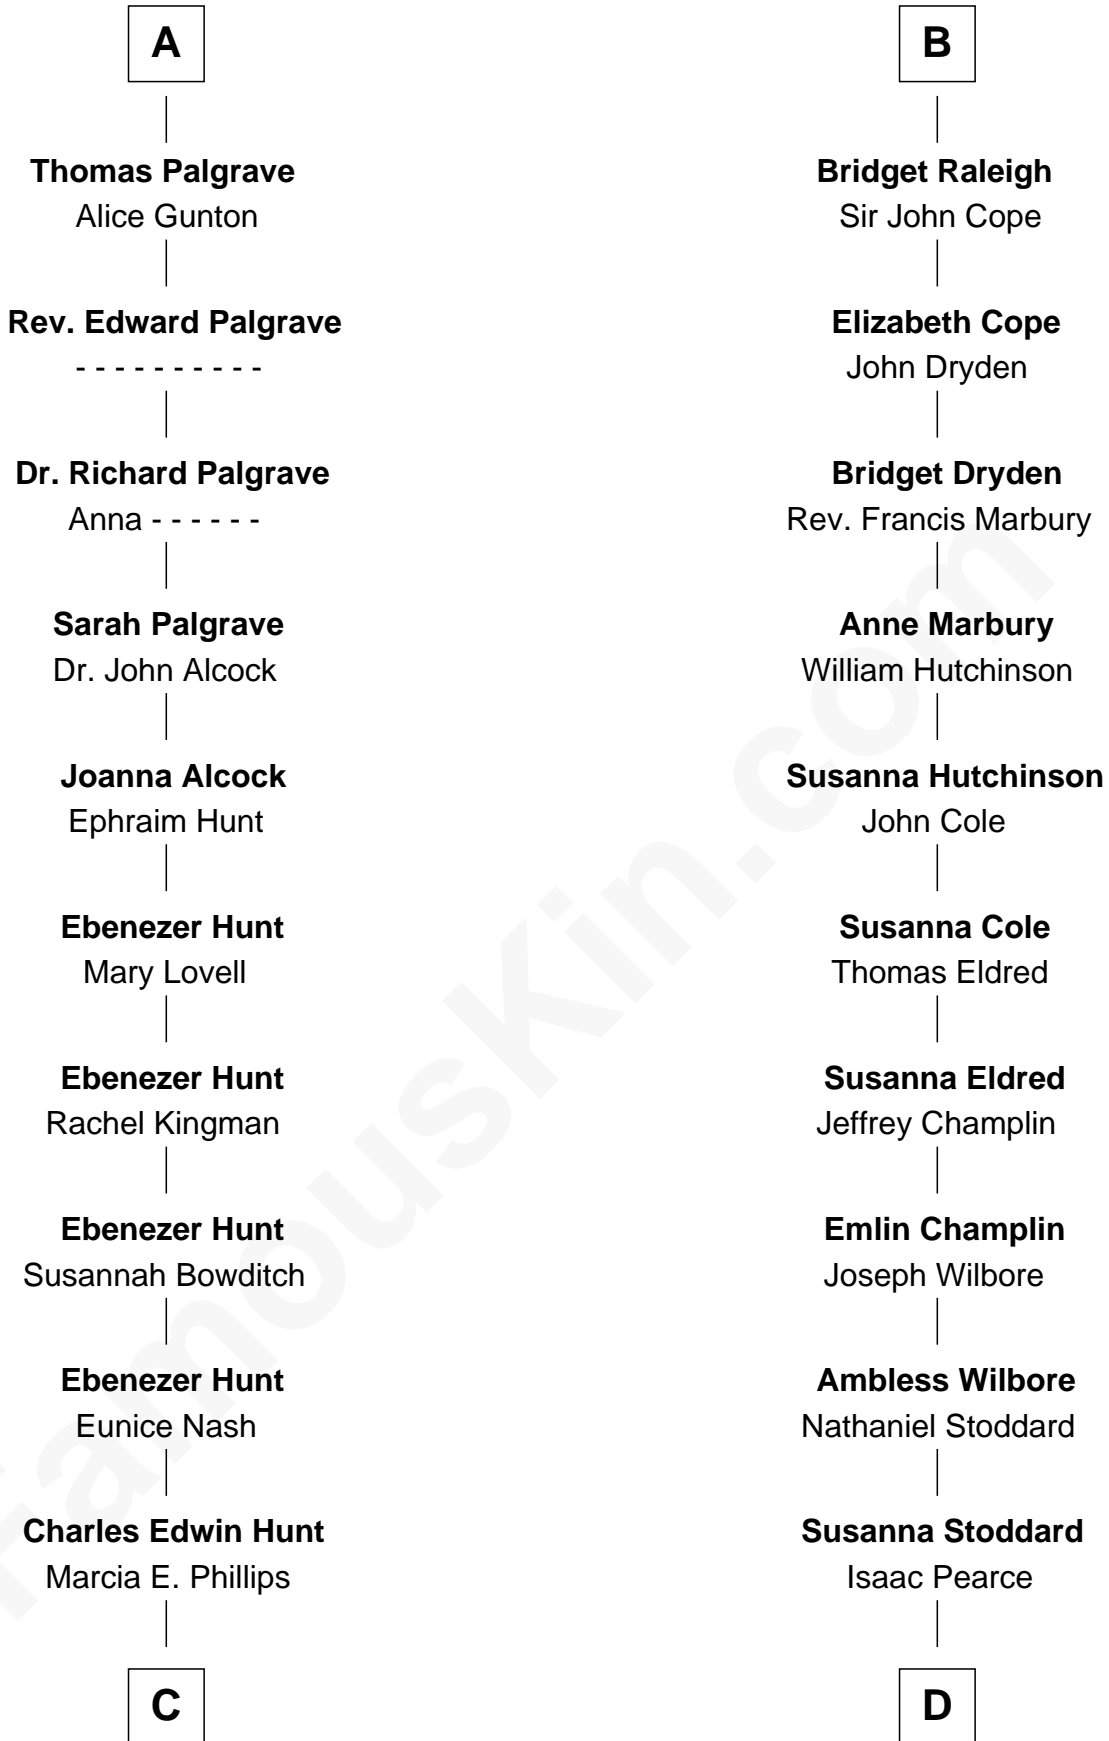 A
Thomas Palgrave
Alice Gunton
Rev. Edward Palgrave
- - - - - - - - - -
Dr. Richard Palgrave
Anna - - - - - -
Sarah Palgrave
Dr. John Alcock
Joanna Alcock
Ephraim Hunt
Ebenezer Hunt
Mary Lovell
Ebenezer Hunt
Rachel Kingman
Ebenezer Hunt
Susannah Bowditch
Ebenezer Hunt
Eunice Nash
Charles Edwin Hunt
Marcia E. Phillips
C
B
Bridget Raleigh
Sir John Cope
Elizabeth Cope
John Dryden
Bridget Dryden
Rev. Francis Marbury
Anne Marbury
William Hutchinson
Susanna Hutchinson
John Cole
Susanna Cole
Thomas Eldred
Susanna Eldred
Jeffrey Champlin
Emlin Champlin
Joseph Wilbore
Ambless Wilbore
Nathaniel Stoddard
Susanna Stoddard
Isaac Pearce
D
FamousKin.com